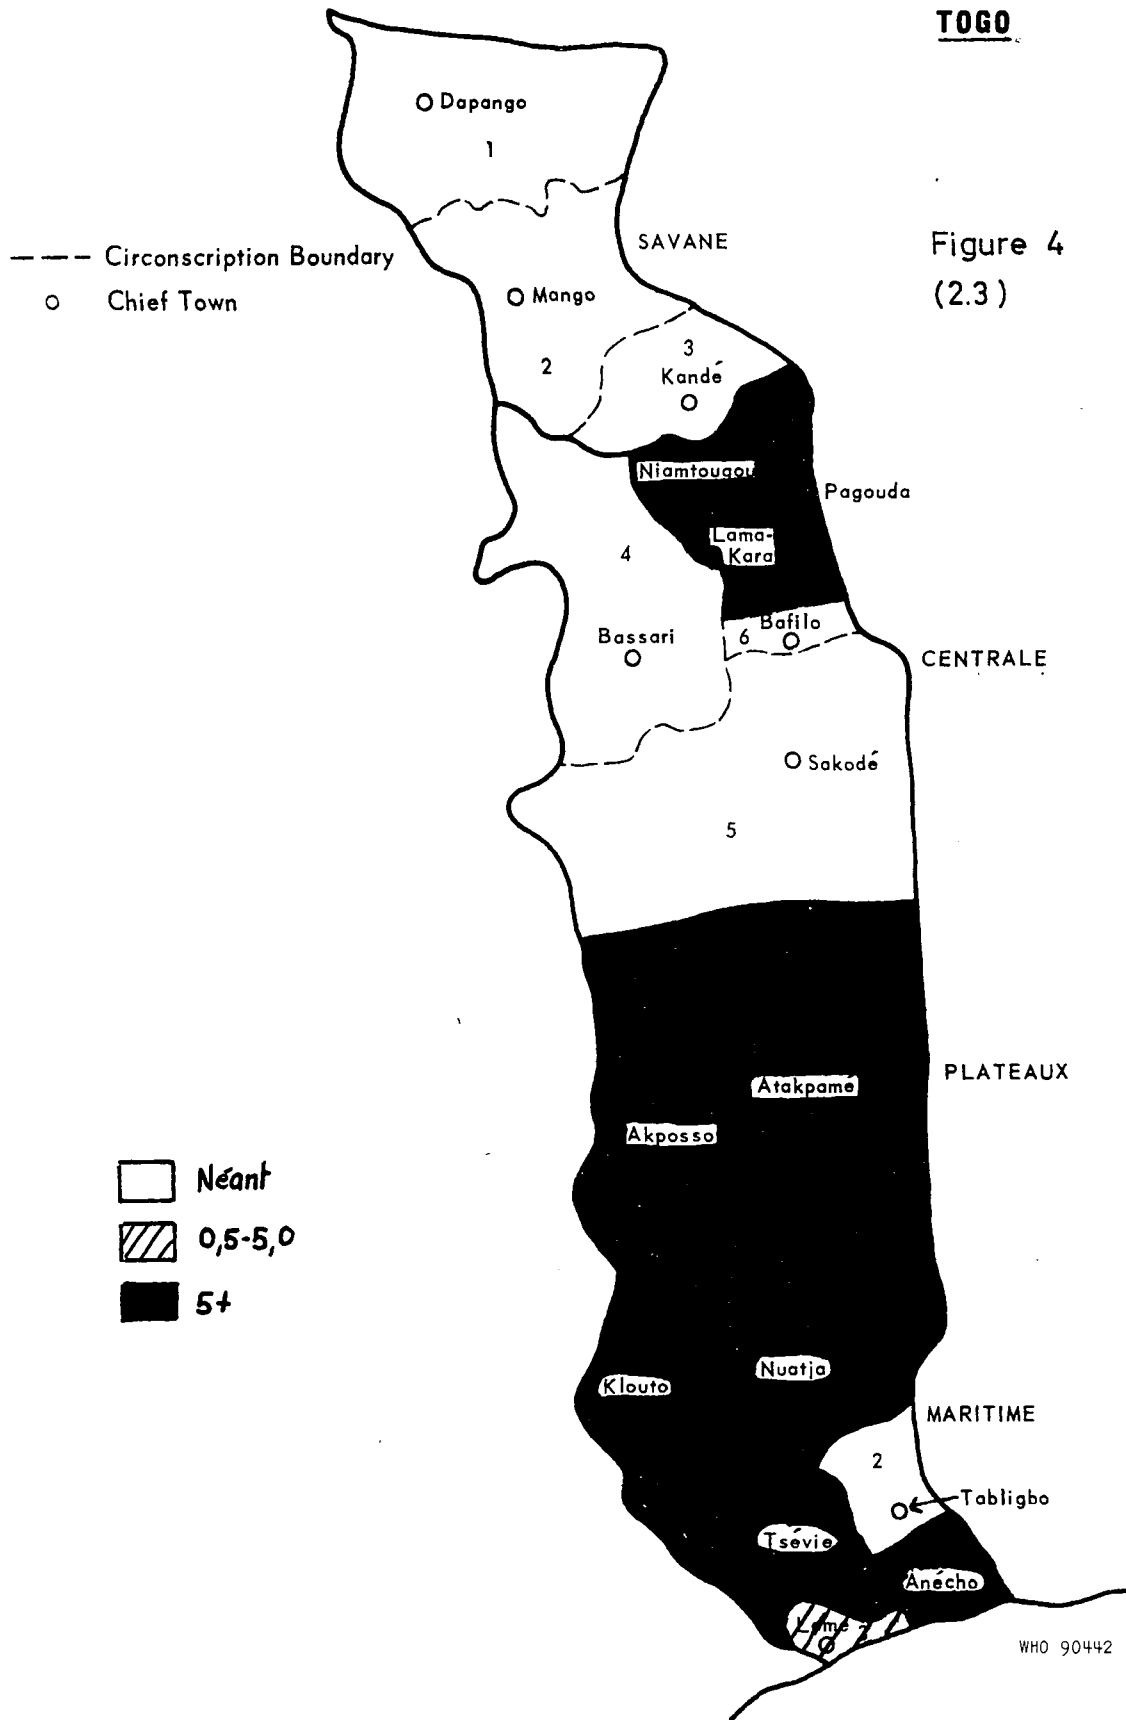 TOGO
Dapango
1
SAVANE
Figure 4
(2.3)
Circonscription Boundary
Chief Town
Mango
2
3
Kandé
Niamtougou
Pagouda
Lama-
Kara
4
6
Bafilo
Bassari
CENTRALE
Sakodé
5
PLATEAUX
Atakpamé
Akposso
Néant
0,5-5,0
5+
Nuatja
Klouto
MARITIME
2
Tabligbo
Tsévie
Anécho
Lomé
WHO 90442